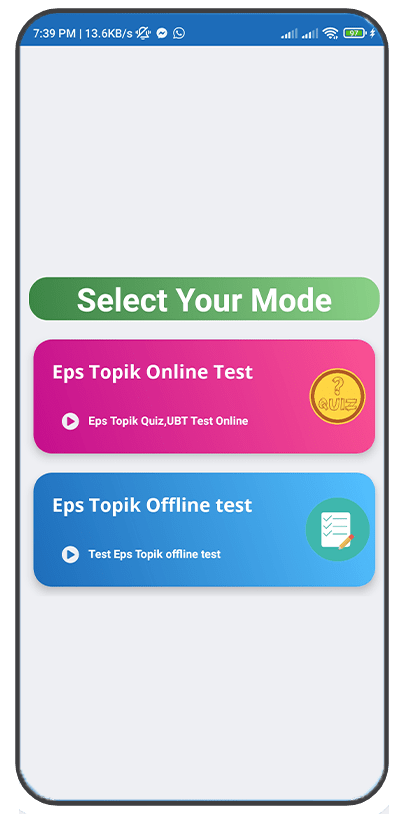 7:39 PM | 13.6KB/s 97
Select Your Mode
Eps Topik Online Test
? QUIZ
Eps Topik Quiz,UBT Test Online
Eps Topik Offline test
Test Eps Topik offline test